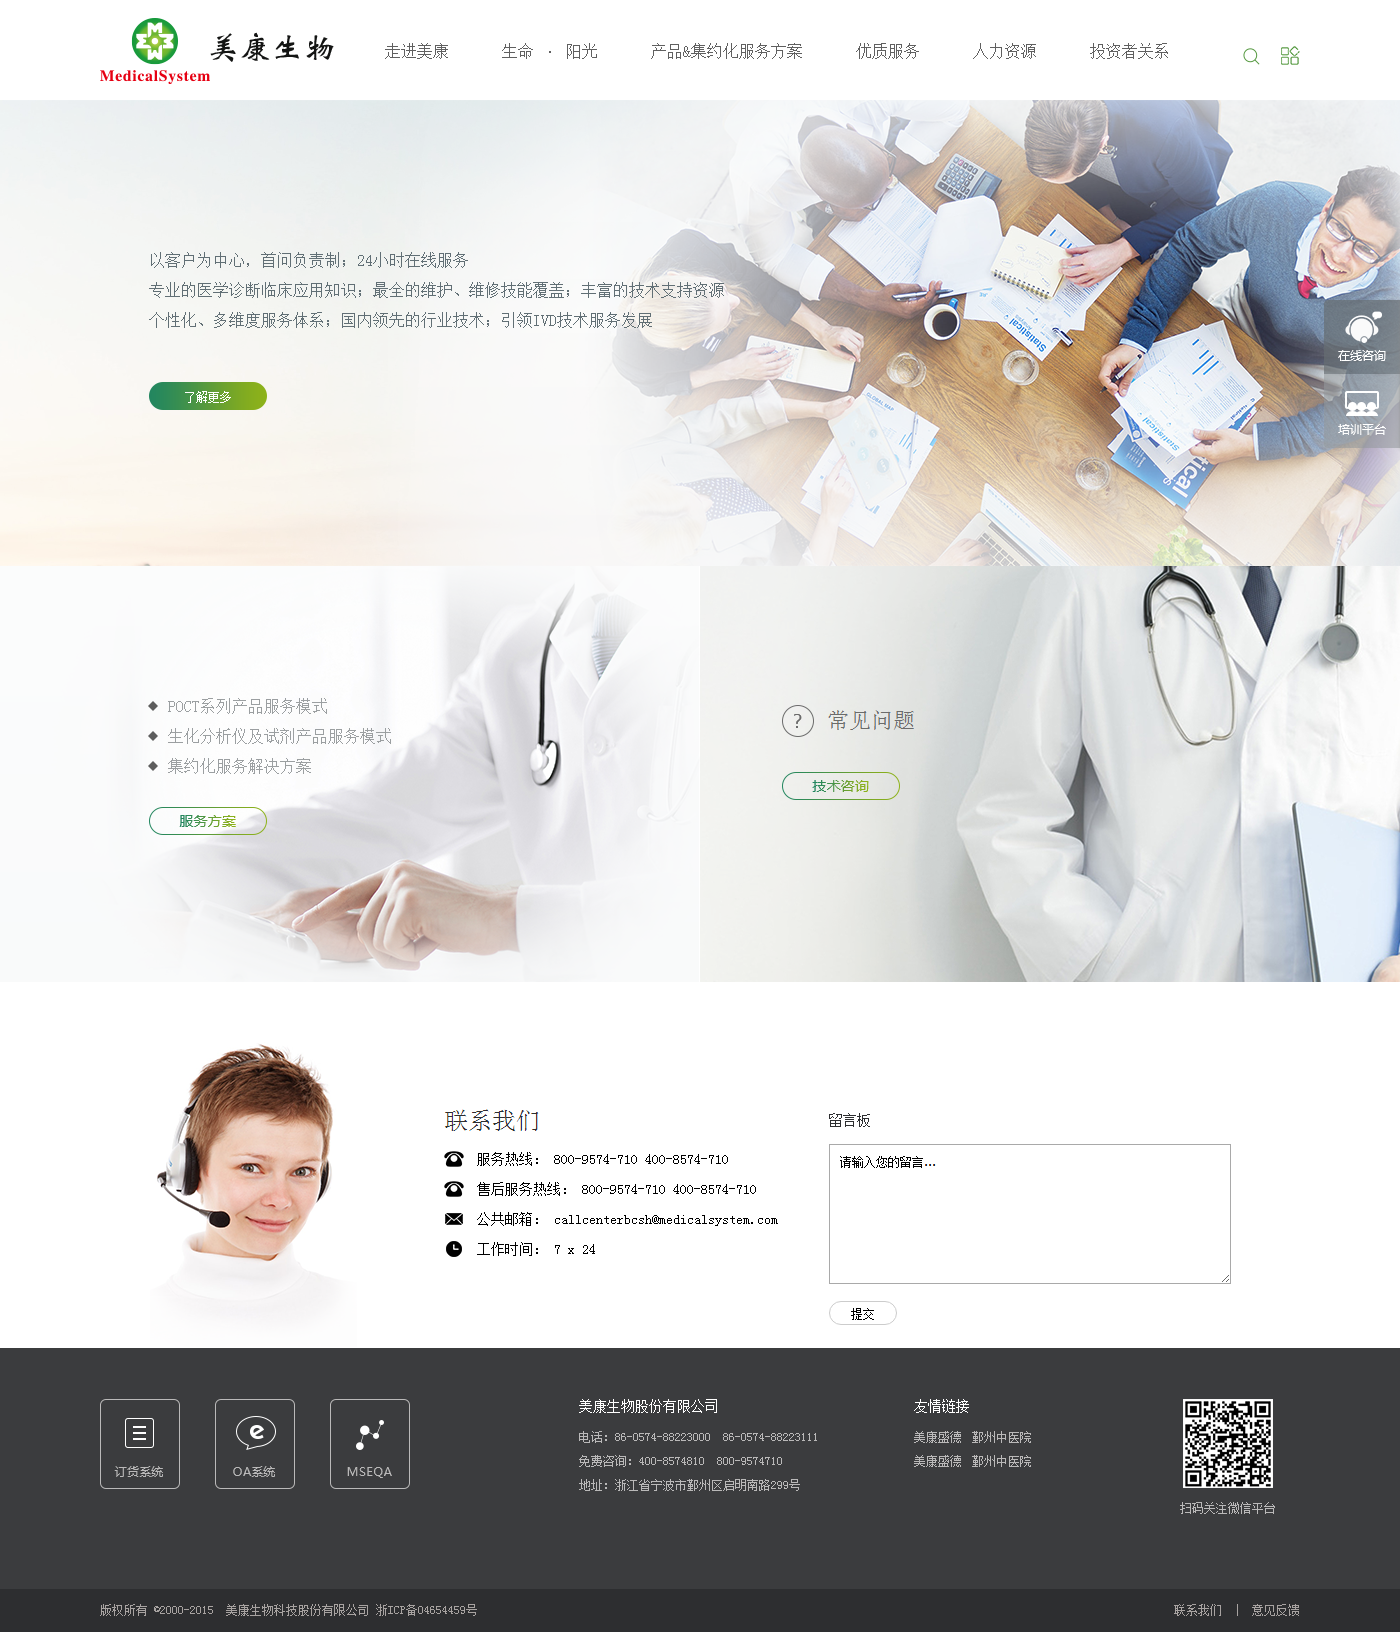 美康生物
MedicalSystem
走进美康
生命 · 阳光
产品&集约化服务方案
优质服务
人力资源
投资者关系
以客户为中心，首问负责制；24小时在线服务
专业的医学诊断临床应用知识；最全的维护、维修技能覆盖；丰富的技术支持资源
个性化、多维度服务体系；国内领先的行业技术；引领IVD技术服务发展
了解更多
在线咨询
培训平台
Statistical
GLOBAL MAP
Statistical
POCT系列产品服务模式
生化分析仪及试剂产品服务模式
集约化服务解决方案
服务方案
? 常见问题
技术咨询
联系我们
服务热线： 800-9574-710 400-8574-710
售后服务热线： 800-9574-710 400-8574-710
公共邮箱： callcenterbcsh@medicalsystem.com
工作时间： 7 x 24
留言板
请输入您的留言...
提交
订货系统
OA系统
MSEQA
美康生物股份有限公司
电话：86-0574-88223000 86-0574-88223111
免费咨询：400-8574810 800-9574710
地址：浙江省宁波市鄞州区启明南路299号
友情链接
美康盛德 鄞州中医院
美康盛德 鄞州中医院
扫码关注微信平台
版权所有 ©2000-2015 美康生物科技股份有限公司 浙ICP备04654459号
联系我们 | 意见反馈